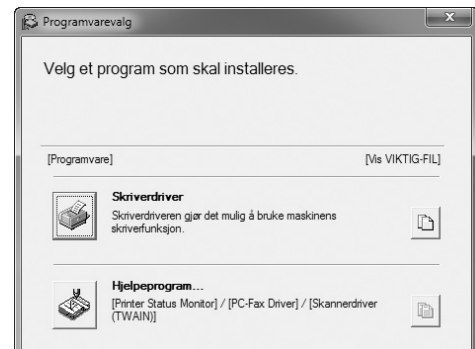 Programvarevalg
Velg et program som skal installeres.
[Programvare] [Vis VIKTIG-FIL]
Skriverdriver
Skriverdriveren gjør det mulig å bruke maskinens
skriverfunksjon.
Hjelpeprogram...
[Printer Status Monitor] / [PC-Fax Driver] / [Skannerdriver
(TWAIN)]